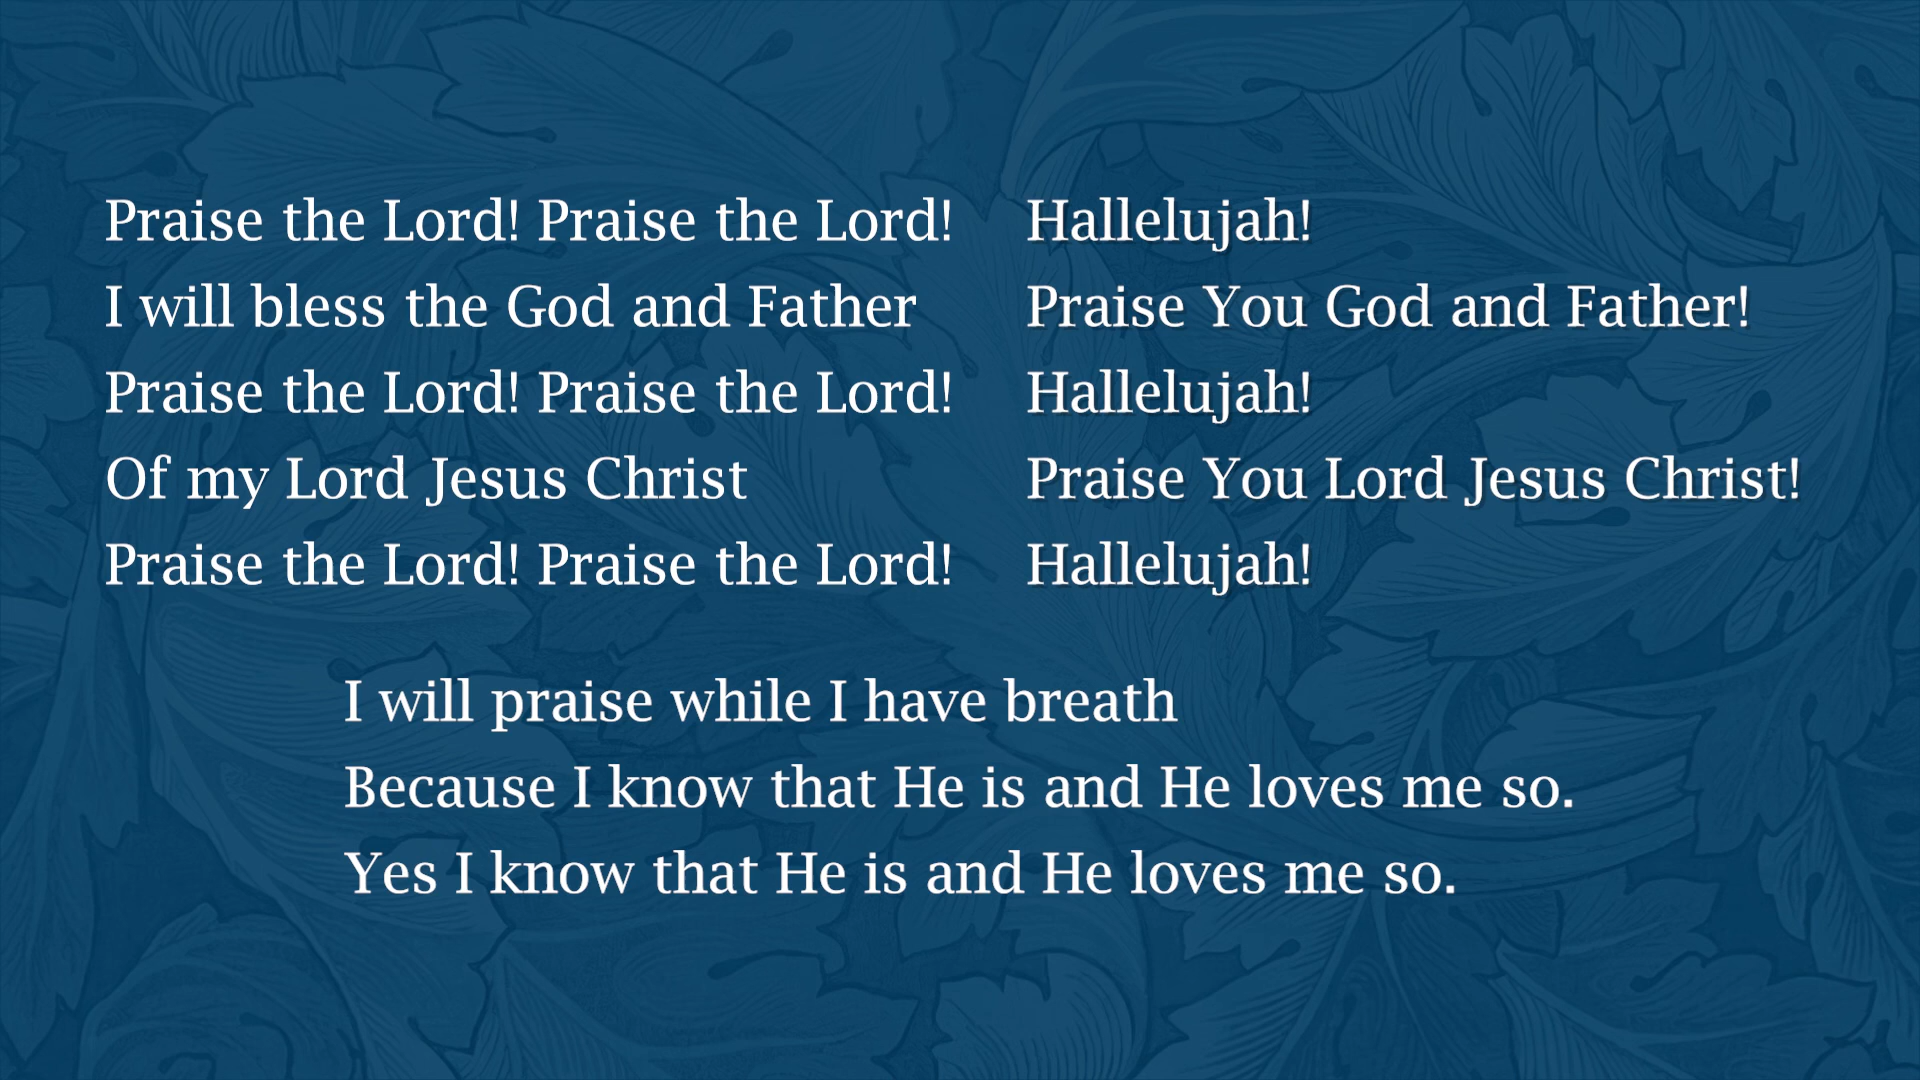 Praise the Lord! Praise the Lord!
I will bless the God and Father
Praise the Lord! Praise the Lord!
Of my Lord Jesus Christ
Praise the Lord! Praise the Lord!
Hallelujah!
Praise You God and Father!
Hallelujah!
Praise You Lord Jesus Christ!
Hallelujah!
I will praise while I have breath
Because I know that He is and He loves me so.
Yes I know that He is and He loves me so.